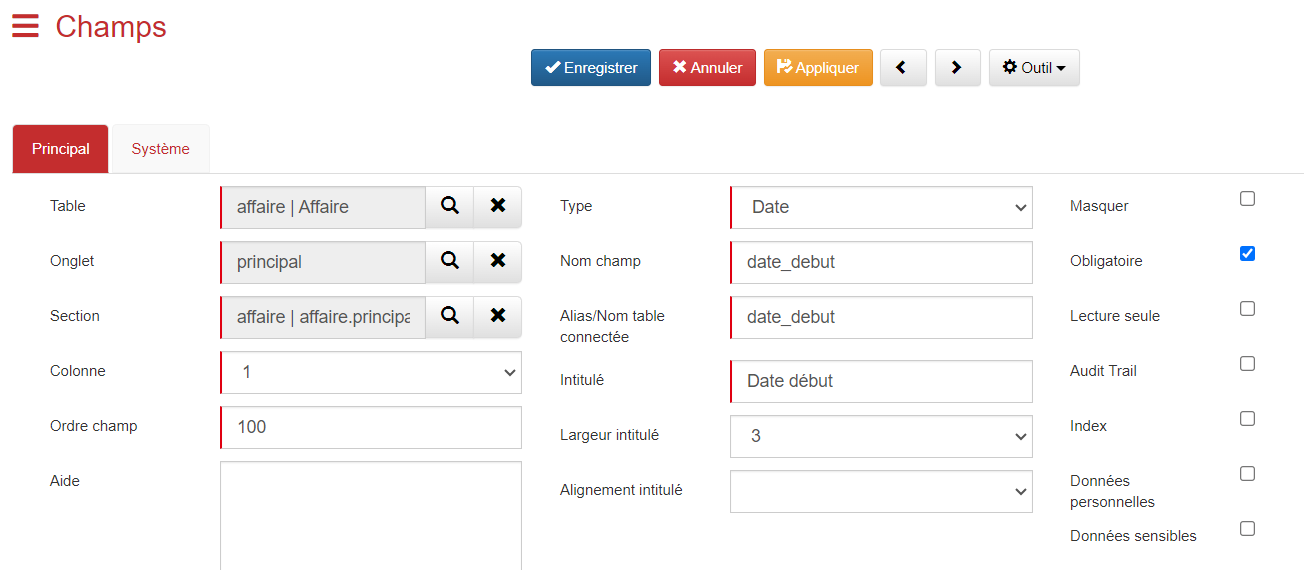 Champs
Enregistrer
Annuler
Appliquer
Outil
Principal
Système
Table
affaire | Affaire
Onglet
principal
Section
affaire | affaire.principa
Colonne
1
Ordre champ
100
Aide
Type
Date
Nom champ
date_debut
Alias/Nom table
connectée
date_debut
Intitulé
Date début
Largeur intitulé
3
Alignement intitulé
Masquer
Obligatoire
Lecture seule
Audit Trail
Index
Données
personnelles
Données sensibles